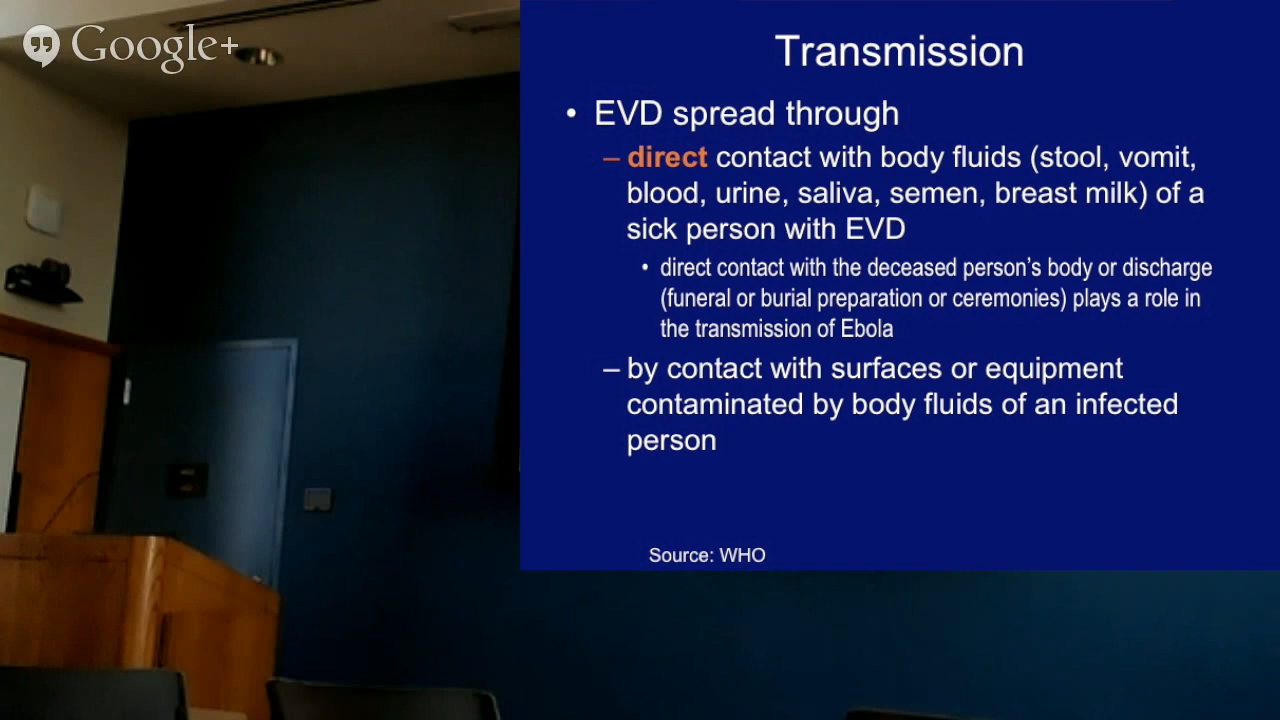 Google+
Transmission
• EVD spread through
– direct contact with body fluids (stool, vomit,
blood, urine, saliva, semen, breast milk) of a
sick person with EVD
• direct contact with the deceased person's body or discharge
(funeral or burial preparation or ceremonies) plays a role in
the transmission of Ebola
– by contact with surfaces or equipment
contaminated by body fluids of an infected
person
Source: WHO